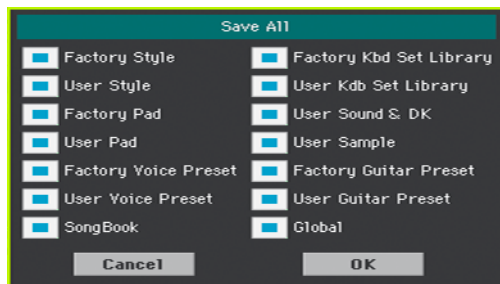 Save All
Factory Style
Factory Kbd Set Library
User Style
User Kdb Set Library
Factory Pad
User Sound & DK
User Pad
User Sample
Factory Voice Preset
Factory Guitar Preset
User Voice Preset
User Guitar Preset
SongBook
Global
Cancel
OK